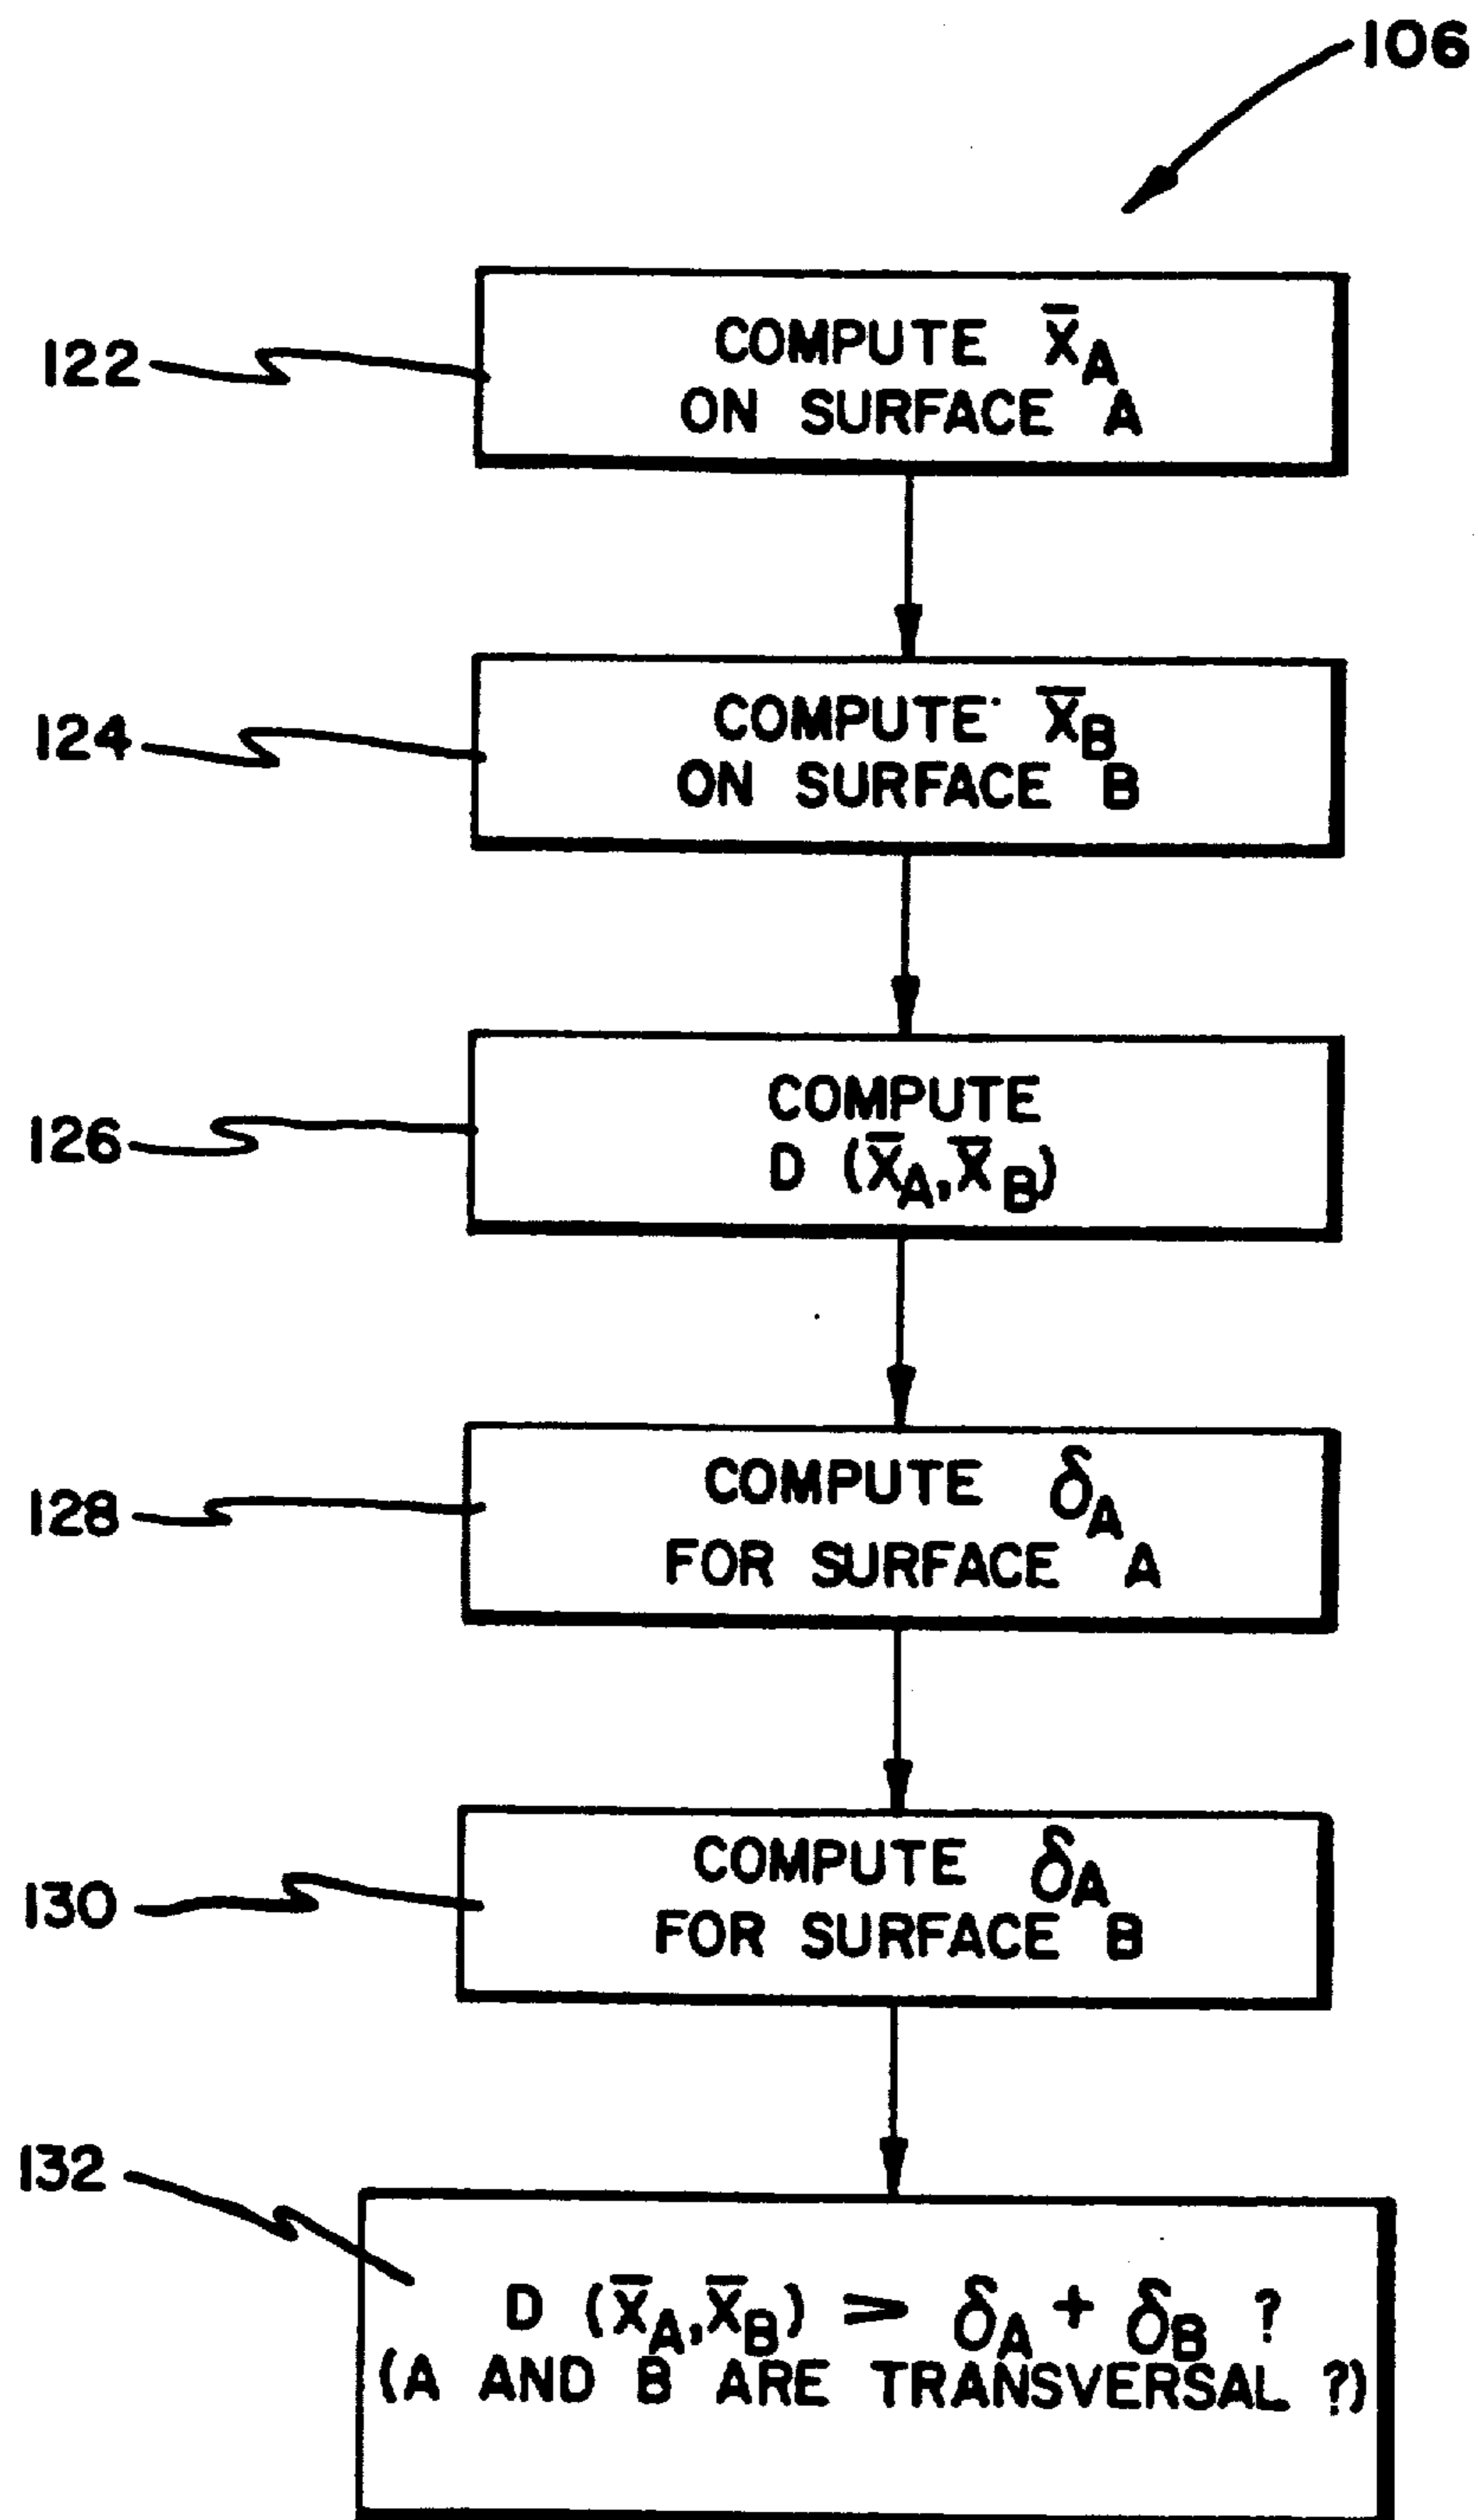 106
122
COMPUTE X̄A
ON SURFACE A
124
COMPUTE X̄B
ON SURFACE B
126
COMPUTE
D (X̄A,X̄B)
128
COMPUTE δA
FOR SURFACE A
130
COMPUTE δA
FOR SURFACE B
132
D (X̄A,X̄B) > δA + δB ?
(A AND B ARE TRANSVERSAL ?)